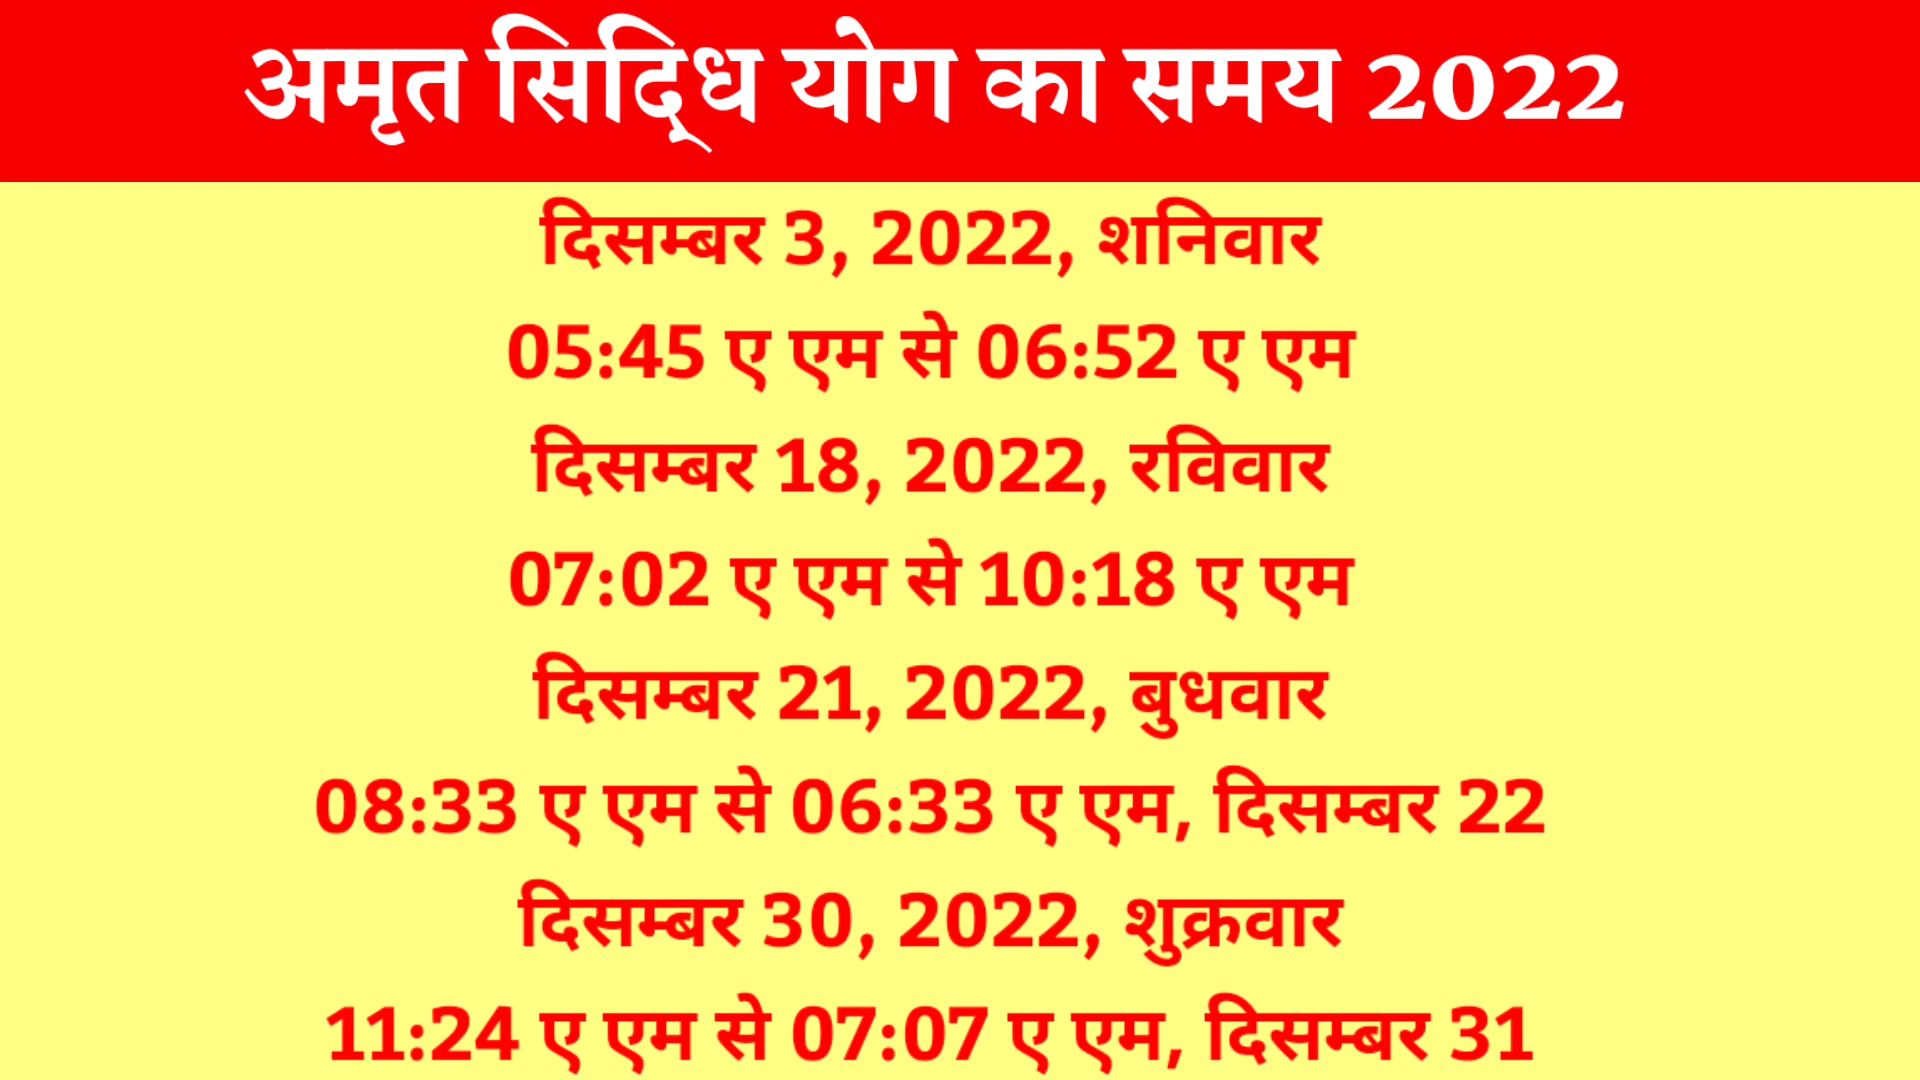 अमृत सिद्धि योग का समय 2022
दिसम्बर 3, 2022, शनिवार
05:45 ए एम से 06:52 ए एम
दिसम्बर 18, 2022, रविवार
07:02 ए एम से 10:18 ए एम
दिसम्बर 21, 2022, बुधवार
08:33 ए एम से 06:33 ए एम, दिसम्बर 22
दिसम्बर 30, 2022, शुक्रवार
11:24 ए एम से 07:07 ए एम, दिसम्बर 31